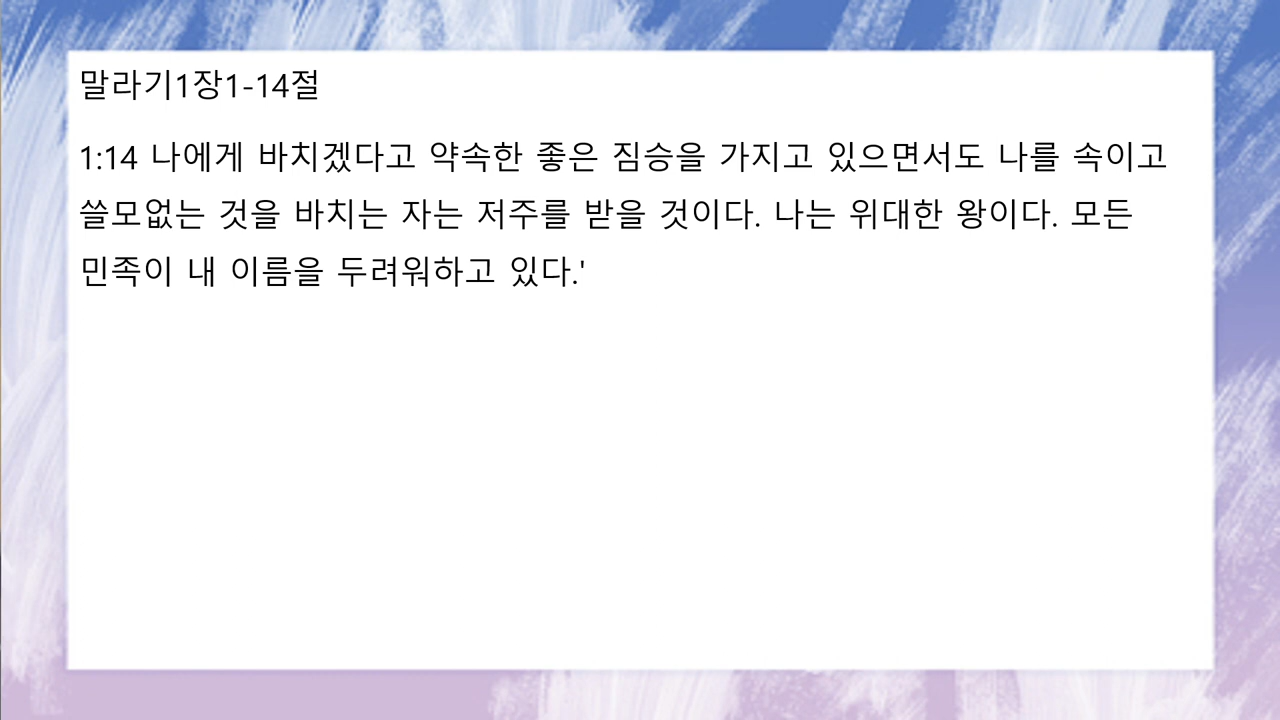 말라기1장1-14절
1:14 나에게 바치겠다고 약속한 좋은 짐승을 가지고 있으면서도 나를 속이고
쓸모없는 것을 바치는 자는 저주를 받을 것이다. 나는 위대한 왕이다. 모든
민족이 내 이름을 두려워하고 있다.'